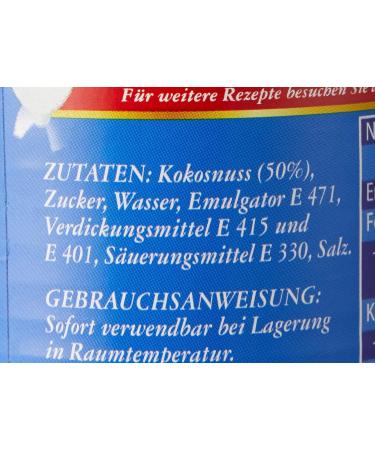 Für weitere Rezepte besuchen Sie
ZUTATEN: Kokosnuss (50%),
Zucker, Wasser, Emulgator E 471,
Verdickungsmittel E 415 und
E 401, Säuerungsmittel E 330, Salz.
GEBRAUCHSANWEISUNG:
Sofort verwendbar bei Lagerung
in Raumtemperatur.